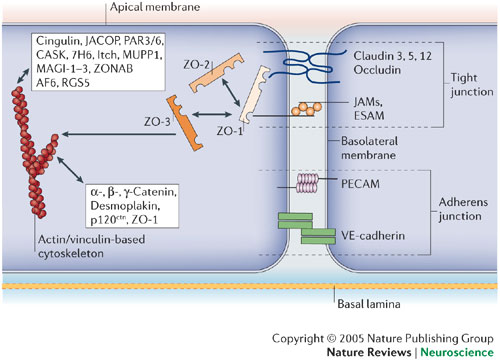 Apical membrane
Cingulin, JACOP, PAR3/6,
CASK, 7H6, Itch, MUPP1,
MAGI-1–3, ZONAB
AF6, RGS5
ZO-2
ZO-3
ZO-1
Claudin 3, 5, 12
Occludin
Tight
junction
JAMs,
ESAM
Basolateral
membrane
PECAM
Adherens
junction
VE-cadherin
α-, β-, γ-Catenin,
Desmoplakin,
p120ctn, ZO-1
Actin/vinculin-based
cytoskeleton
Basal lamina
Copyright © 2005 Nature Publishing Group
Nature Reviews | Neuroscience